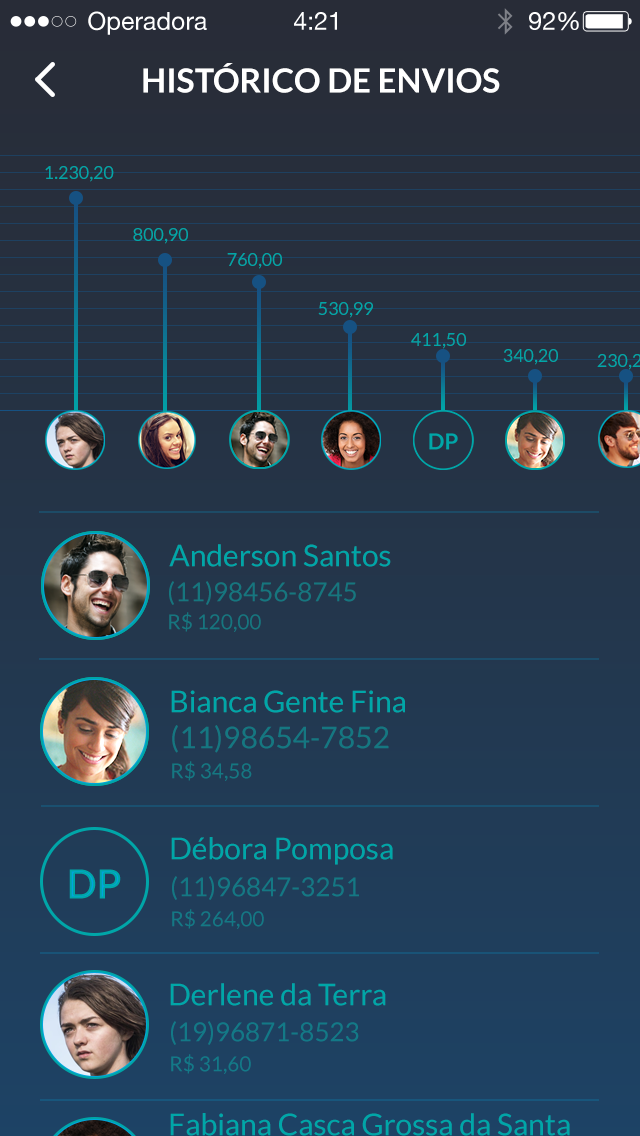 Operadora 4:21 92%
HISTÓRICO DE ENVIOS
1.230,20
800,90
760,00
530,99
411,50
340,20
230,2
DP
Anderson Santos
(11)98456-8745
R$ 120,00
Bianca Gente Fina
(11)98654-7852
R$ 34,58
DP
Débora Pomposa
(11)96847-3251
R$ 264,00
Derlene da Terra
(19)96871-8523
R$ 31,60
Fabiana Casca Grossa da Santa